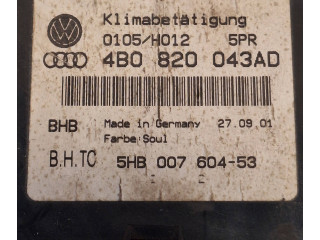 Klimabetätigung
0105/H012 5PR
4B0 820 043AD
BHB Made in Germany 27.09.01
Farbe Soul
B.H.TC 5HB 007 604-53